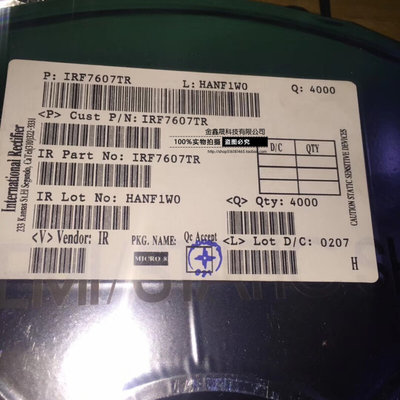 P: IRF7607TR L: HANF1W0 Q: 4000
<P> Cust P/N: IRF7607TR
金鑫晟科技有限公司
100%实物拍摄 盗图必究
IR Part No: IRF7607TR
D/C QTY
IR Lot No: HANF1W0
<Q> Qty: 4000
<V> Vendor: IR
PKG. NAME:
Qc Accept
MICRO 8
<L> Lot D/C: 0207
H
International Rectifier
CAUTION STATIC SENSITIVE DEVICES